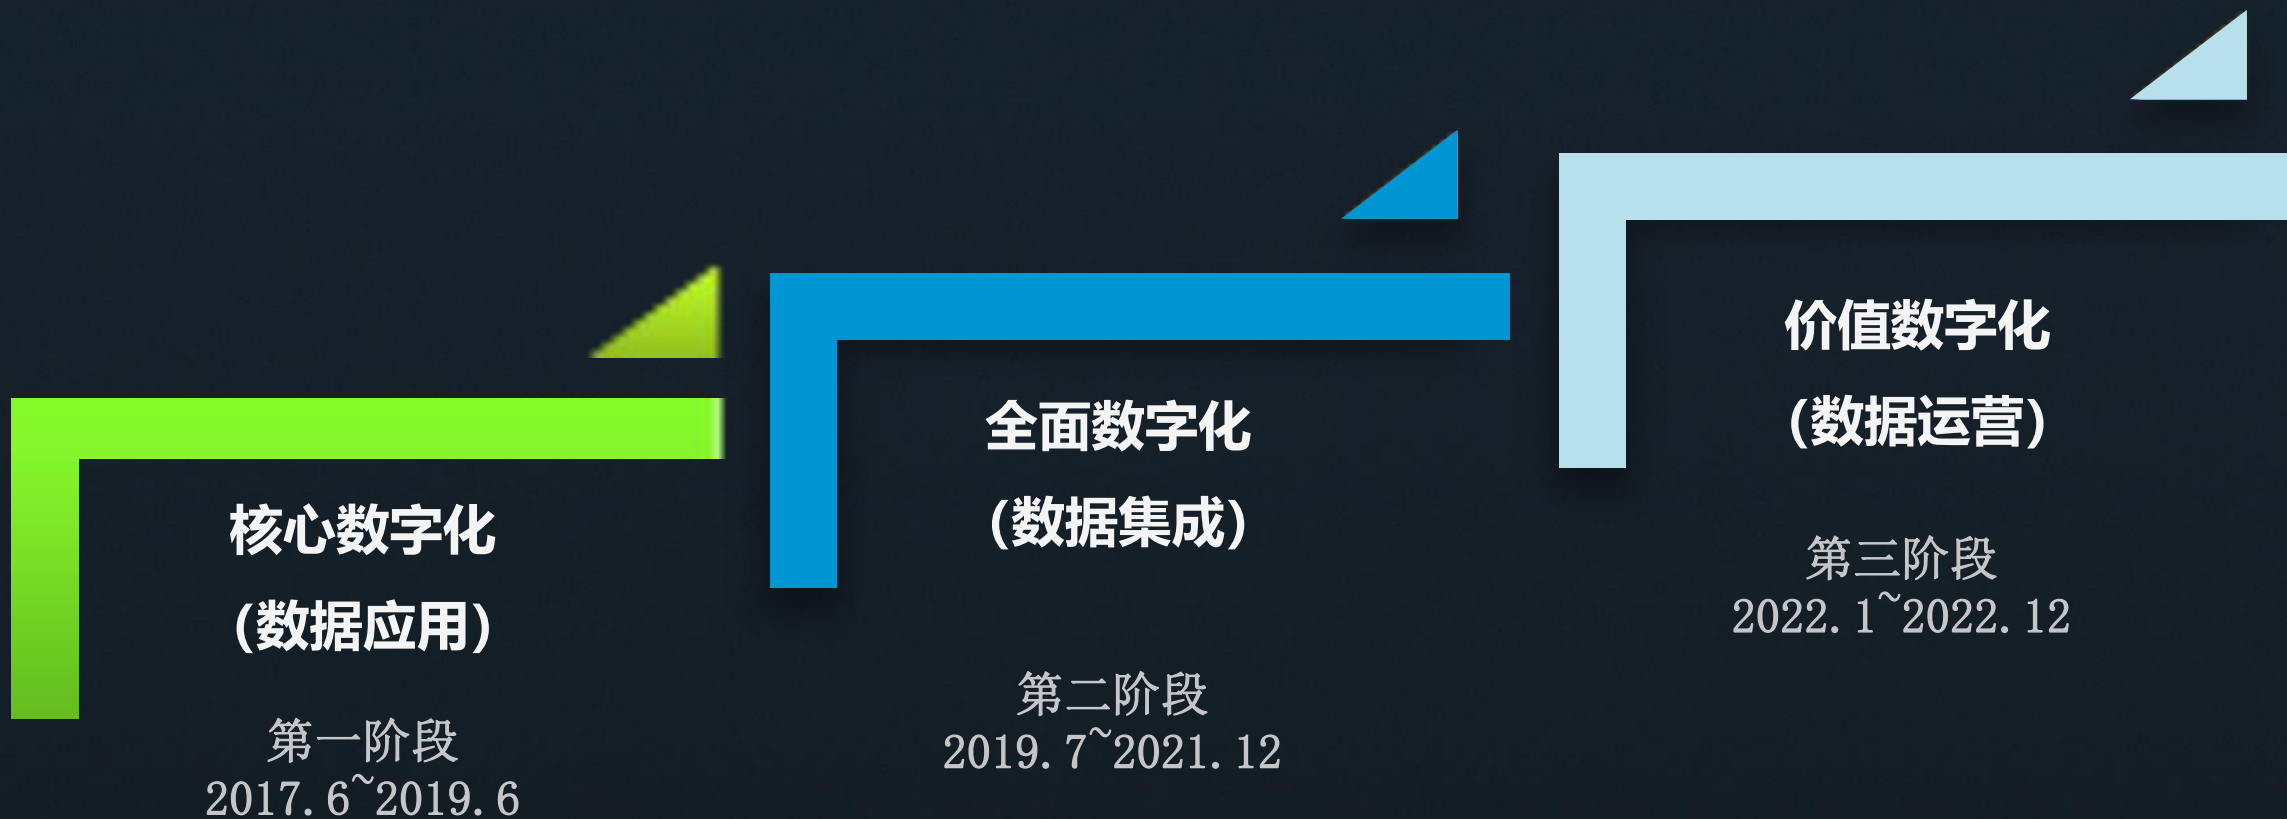 核心数字化
(数据应用)
第一阶段
2017.6~2019.6
全面数字化
(数据集成)
第二阶段
2019.7~2021.12
价值数字化
(数据运营)
第三阶段
2022.1~2022.12